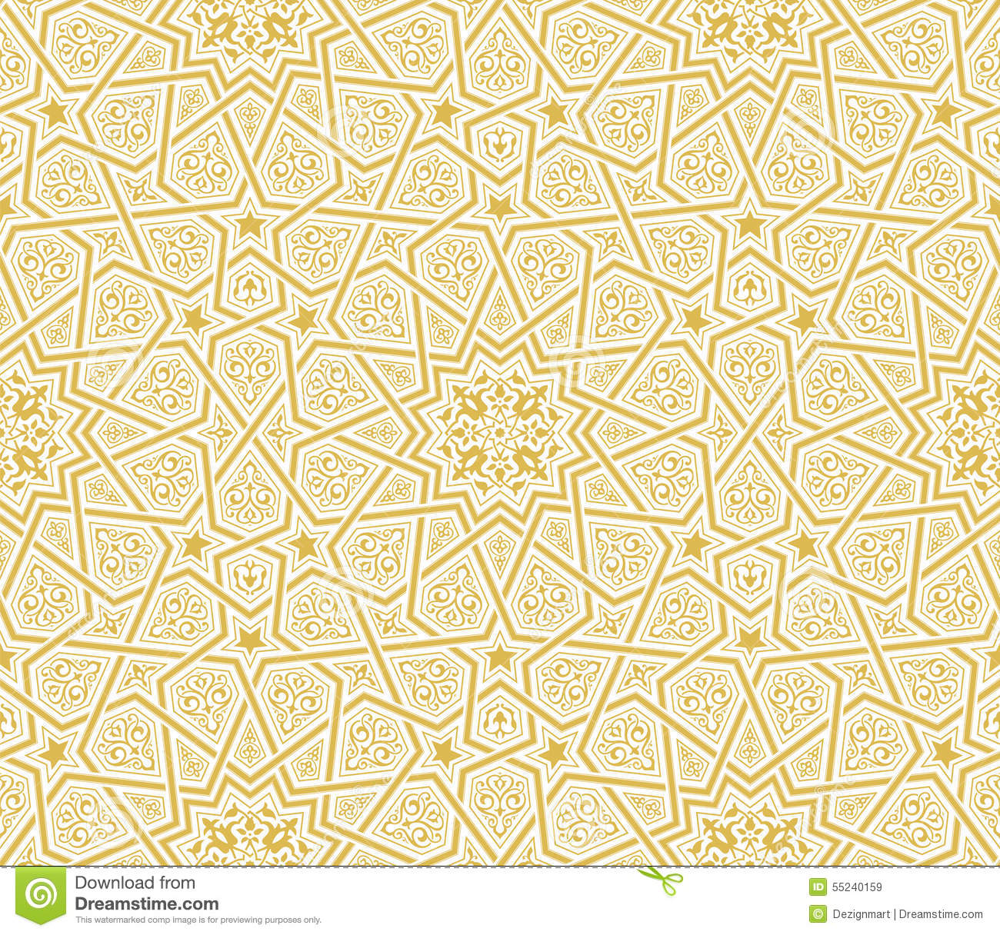 Download from
Dreamstime.com
This watermarked comp image is for previewing purposes only.
ID 55240159
© Dezignmart | Dreamstime.com